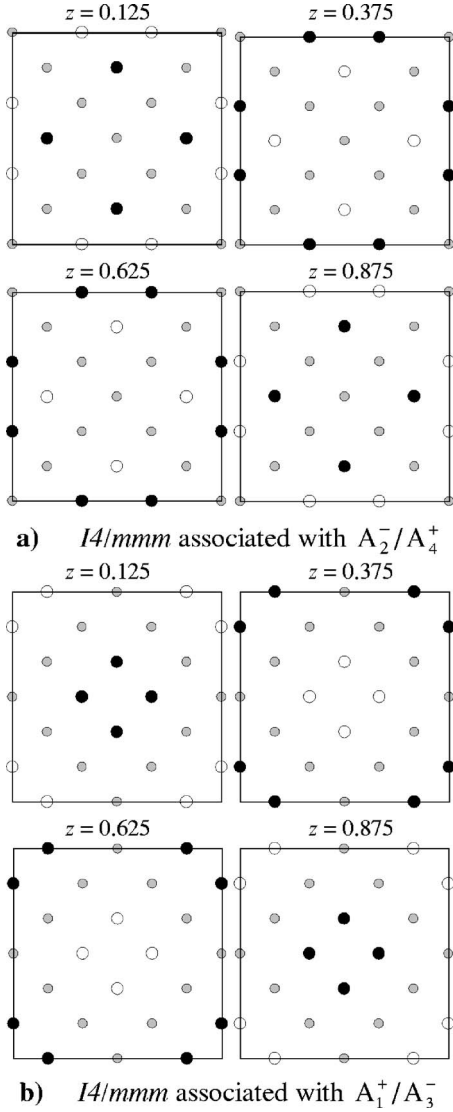 z = 0.125 z = 0.375
z = 0.625 z = 0.875
a) I4/mmm associated with A₂⁻/A₄⁺
z = 0.125 z = 0.375
z = 0.625 z = 0.875
b) I4/mmm associated with A₁⁺/A₃⁻